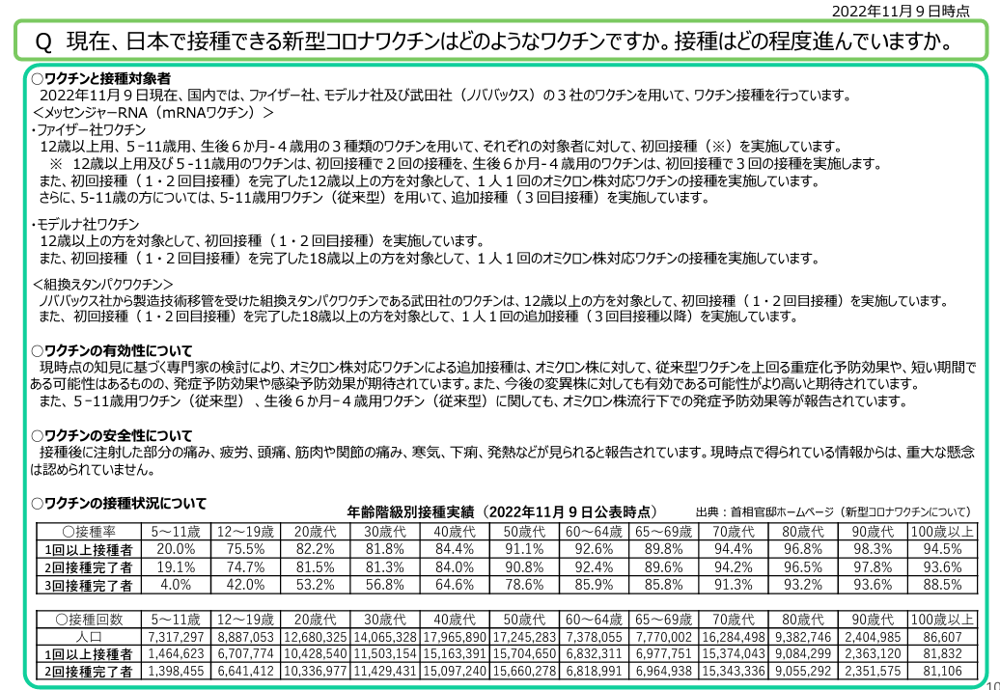 2022年11月９日時点
Q 現在、日本で接種できる新型コロナワクチンはどのようなワクチンですか。接種はどの程度進んでいますか。
○ワクチンと接種対象者
2022年11月９日現在、国内では、ファイザー社、モデルナ社及び武田社（ノババックス）の３社のワクチンを用いて、ワクチン接種を行っています。
＜メッセンジャーRNA（mRNAワクチン）＞
・ファイザー社ワクチン
12歳以上用、５-11歳用、生後６か月-４歳用の３種類のワクチンを用いて、それぞれの対象者に対して、初回接種（※）を実施しています。
※ 12歳以上用及び５-11歳用のワクチンは、初回接種で２回の接種を、生後６か月-４歳用のワクチンは、初回接種で３回の接種を実施します。
また、初回接種（１・２回目接種）を完了した12歳以上の方を対象として、１人１回のオミクロン株対応ワクチンの接種を実施しています。
さらに、5-11歳の方については、5-11歳用ワクチン（従来型）を用いて、追加接種（３回目接種）を実施しています。
・モデルナ社ワクチン
12歳以上の方を対象として、初回接種（１・２回目接種）を実施しています。
また、初回接種（１・２回目接種）を完了した18歳以上の方を対象として、１人１回のオミクロン株対応ワクチンの接種を実施しています。
＜組換えタンパクワクチン＞
ノババックス社から製造技術移管を受けた組換えタンパクワクチンである武田社のワクチンは、12歳以上の方を対象として、初回接種（１・２回目接種）を実施しています。
また、初回接種（１・２回目接種）を完了した18歳以上の方を対象として、１人１回の追加接種（３回目接種以降）を実施しています。
○ワクチンの有効性について
現時点の知見に基づく専門家の検討により、オミクロン株対応ワクチンによる追加接種は、オミクロン株に対して、従来型ワクチンを上回る重症化予防効果や、短い期間で
ある可能性はあるものの、発症予防効果や感染予防効果が期待されています。また、今後の変異株に対しても有効である可能性がより高いと期待されています。
また、５-11歳用ワクチン（従来型）、生後６か月-４歳用ワクチン（従来型）に関しても、オミクロン株流行下での発症予防効果等が報告されています。
○ワクチンの安全性について
接種後に注射した部分の痛み、疲労、頭痛、筋肉や関節の痛み、寒気、下痢、発熱などが見られると報告されています。現時点で得られている情報からは、重大な懸念
は認められていません。
○ワクチンの接種状況について
年齢階級別接種実績（2022年11月９日公表時点） 出典：首相官邸ホームページ（新型コロナワクチンについて）
○接種率 5～11歳 12～19歳 20歳代 30歳代 40歳代 50歳代 60～64歳 65～69歳 70歳代 80歳代 90歳代 100歳以上
1回以上接種者 20.0% 75.5% 82.2% 81.8% 84.4% 91.1% 92.6% 89.8% 94.4% 96.8% 98.3% 94.5%
2回接種完了者 19.1% 74.7% 81.5% 81.3% 84.0% 90.8% 92.4% 89.6% 94.2% 96.5% 97.8% 93.6%
3回接種完了者 4.0% 42.0% 53.2% 56.8% 64.6% 78.6% 85.9% 85.8% 91.3% 93.2% 93.6% 88.5%
○接種回数 5～11歳 12～19歳 20歳代 30歳代 40歳代 50歳代 60～64歳 65～69歳 70歳代 80歳代 90歳代 100歳以上
人口 7,317,297 8,887,053 12,680,325 14,065,328 17,965,890 17,245,283 7,378,055 7,770,002 16,284,498 9,382,746 2,404,985 86,607
1回以上接種者 1,464,623 6,707,774 10,428,540 11,503,154 15,163,391 15,704,650 6,832,311 6,977,751 15,374,043 9,084,299 2,363,120 81,832
2回接種完了者 1,398,455 6,641,412 10,336,977 11,429,431 15,097,240 15,660,278 6,818,991 6,964,938 15,343,336 9,055,292 2,351,575 81,106